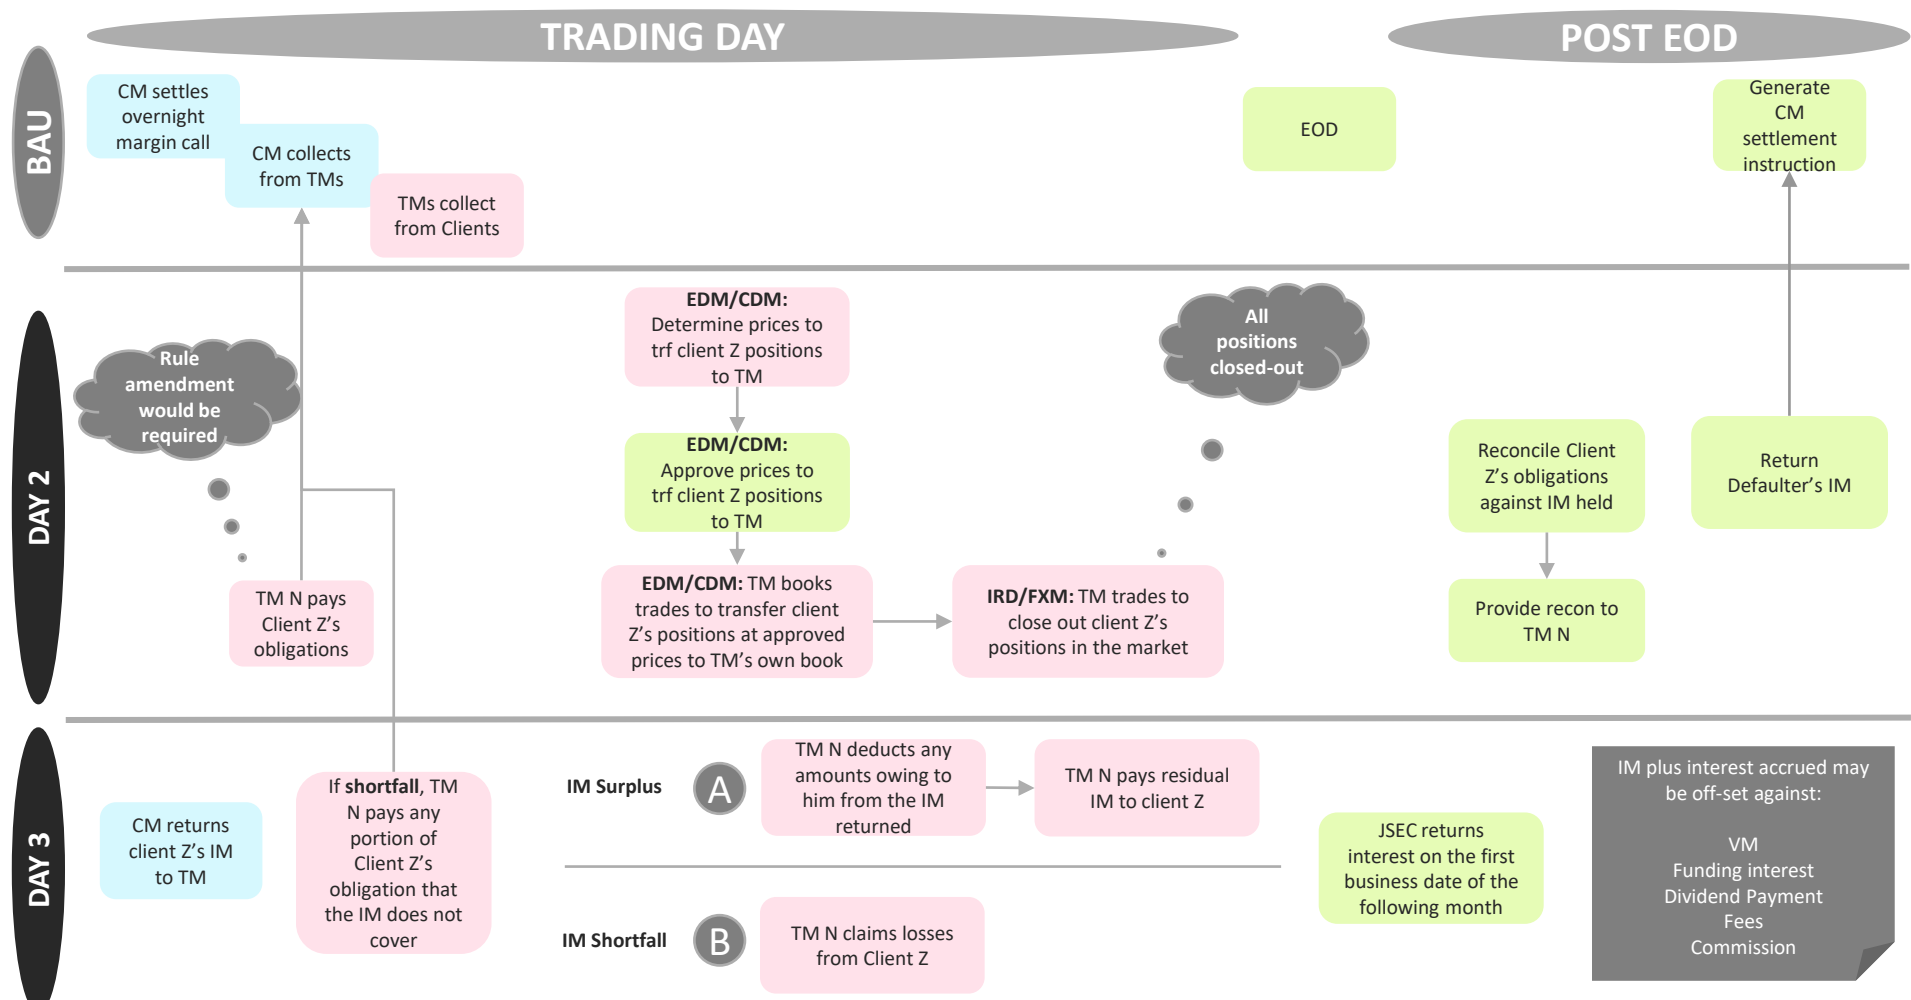 TRADING DAY
POST EOD
BAU
CM settles
overnight
margin call
CM collects
from TMs
TMs collect
from Clients
EOD
Generate
CM
settlement
instruction
DAY 2
Rule
amendment
would be
required
TM N pays
Client Z's
obligations
EDM/CDM:
Determine prices to
trf client Z positions
to TM
EDM/CDM:
Approve prices to
trf client Z positions
to TM
EDM/CDM: TM books
trades to transfer client
Z's positions at approved
prices to TM's own book
IRD/FXM: TM trades to
close out client Z's
positions in the market
All
positions
closed-out
Reconcile Client
Z's obligations
against IM held
Provide recon to
TM N
Return
Defaulter's IM
DAY 3
CM returns
client Z's IM
to TM
If shortfall, TM
N pays any
portion of
Client Z's
obligation that
the IM does not
cover
IM Surplus
A
TM N deducts any
amounts owing to
him from the IM
returned
TM N pays residual
IM to client Z
IM Shortfall
B
TM N claims losses
from Client Z
JSEC returns
interest on the first
business date of the
following month
IM plus interest accrued may
be off-set against:
VM
Funding interest
Dividend Payment
Fees
Commission